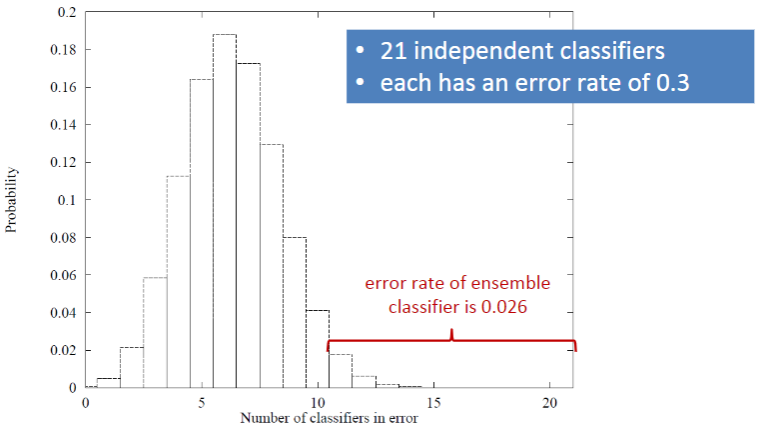 0.2
0.18
0.16
0.14
0.12
0.1
0.08
0.06
0.04
0.02
0
Probability
• 21 independent classifiers
• each has an error rate of 0.3
error rate of ensemble
classifier is 0.026
0 5 10 15 20
Number of classifiers in error